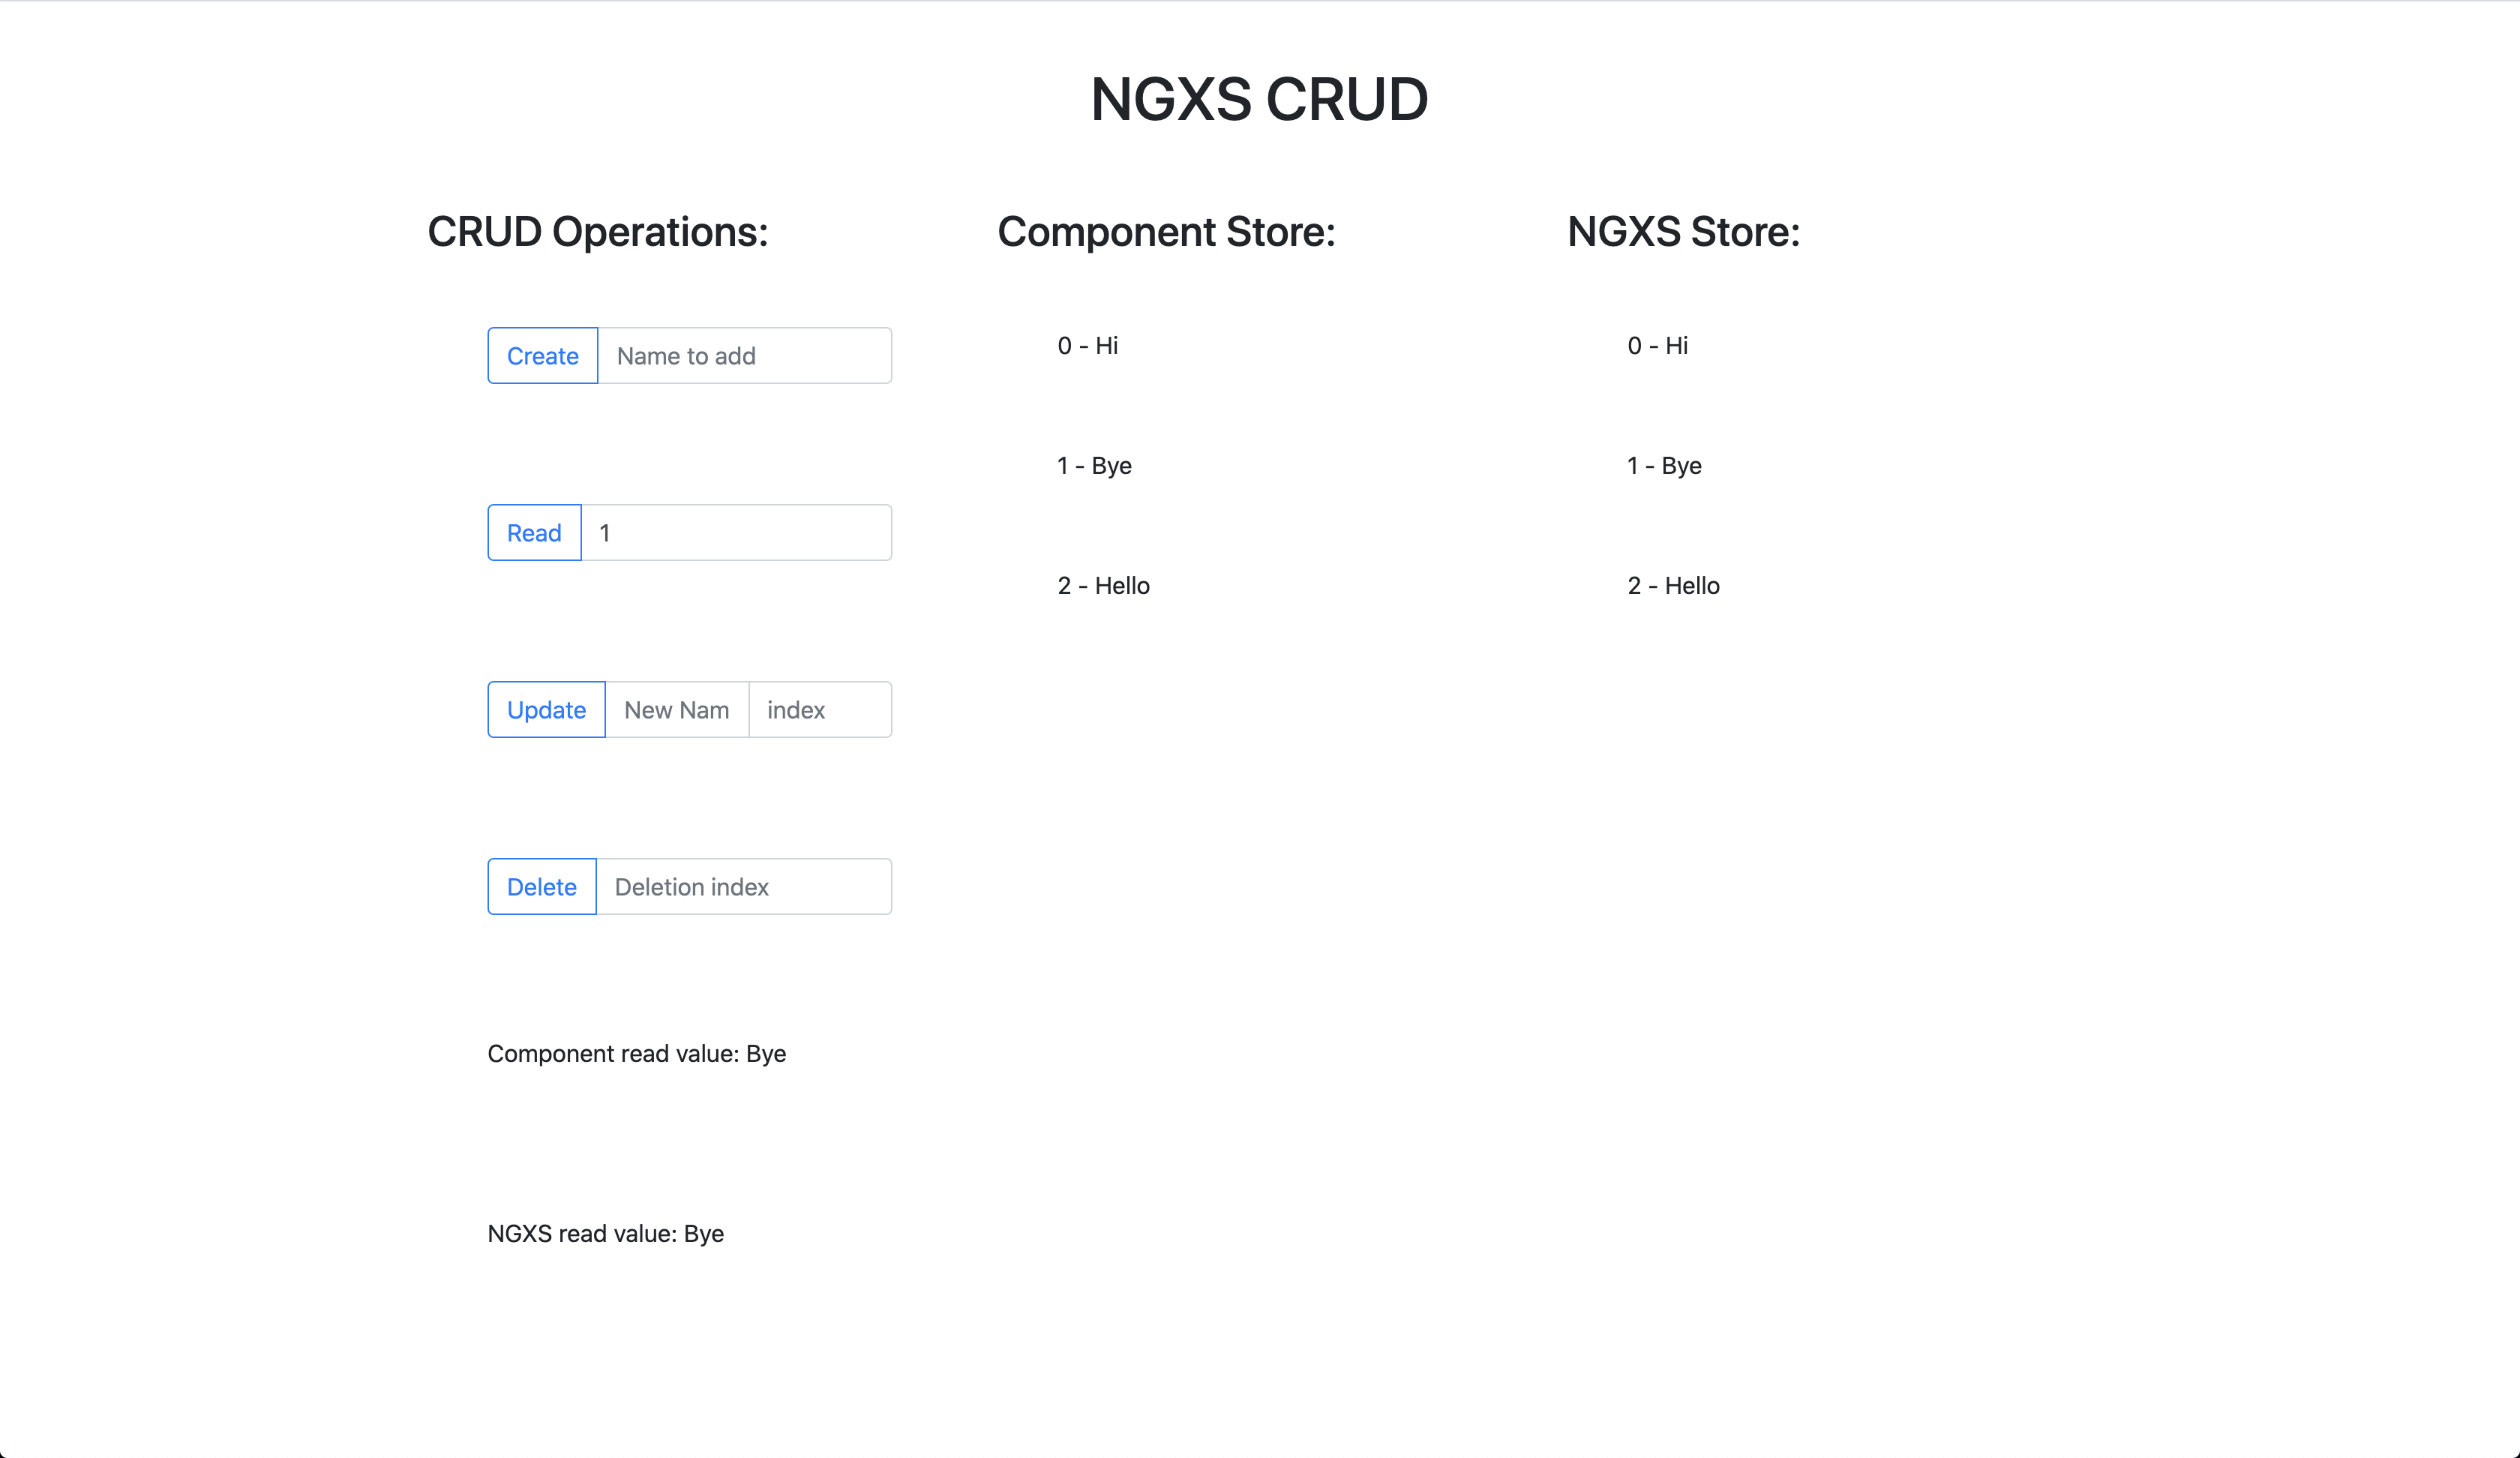 NGXS CRUD
CRUD Operations:
Create
Name to add
Read
1
Update
New Nam
index
Delete
Deletion index
Component read value: Bye
NGXS read value: Bye
Component Store:
0 - Hi
1 - Bye
2 - Hello
NGXS Store:
0 - Hi
1 - Bye
2 - Hello